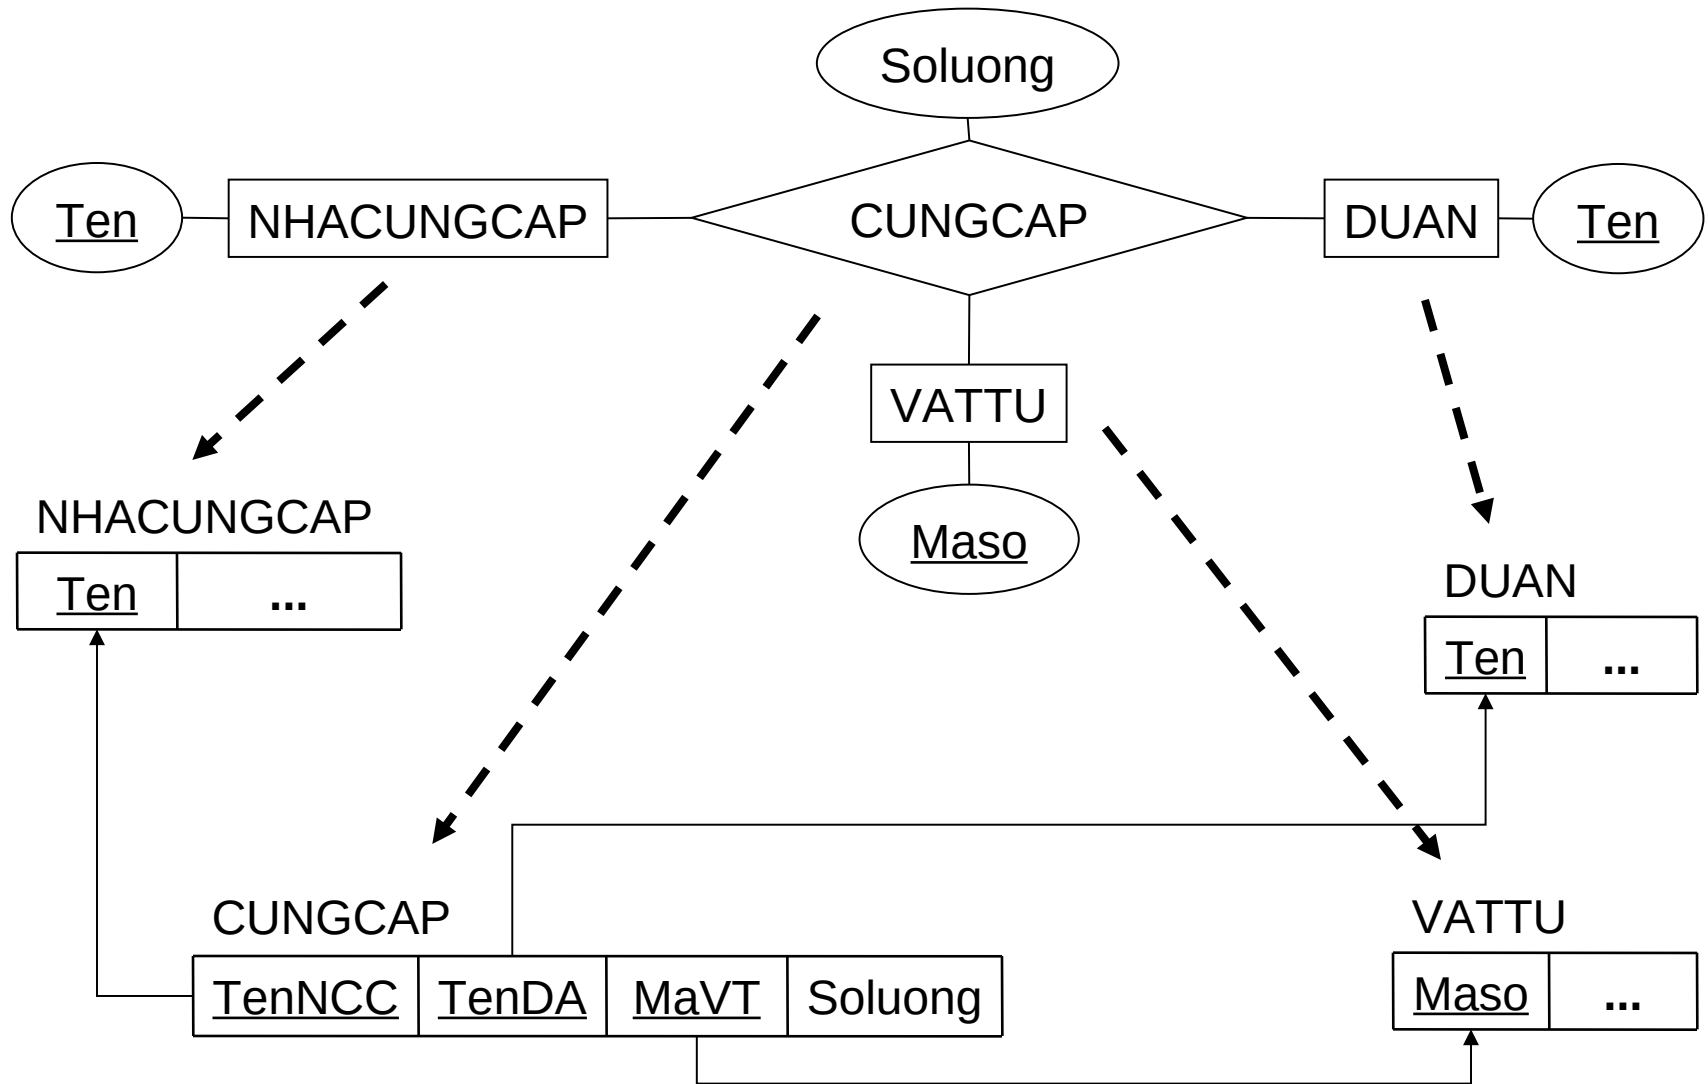 Soluong
Ten
NHACUNGCAP
CUNGCAP
DUAN
Ten
VATTU
Maso
NHACUNGCAP
Ten ...
DUAN
Ten ...
CUNGCAP
TenNCC TenDA MaVT Soluong
VATTU
Maso ...